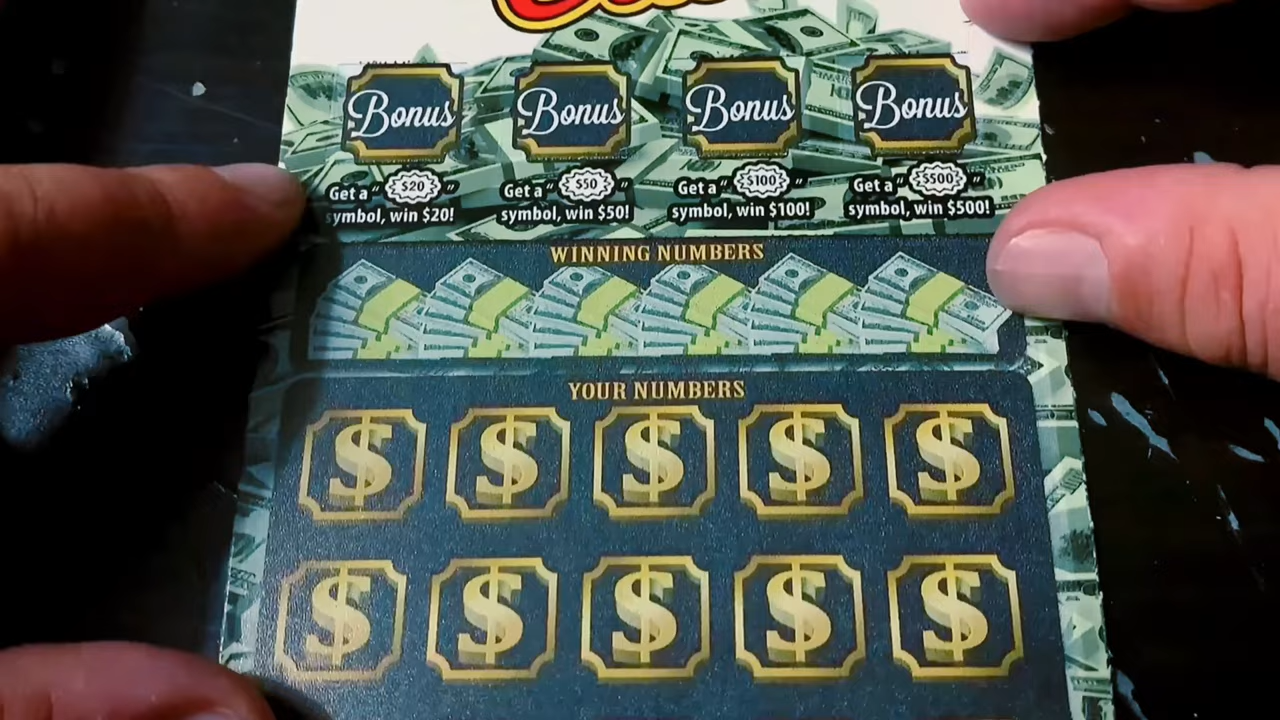 Bonus Bonus Bonus Bonus
Get a " $20 " Get a " $50 " Get a " $100 " Get a " $500 "
symbol, win $20! symbol, win $50! symbol, win $100! symbol, win $500!
WINNING NUMBERS
YOUR NUMBERS
$ $ $ $ $
$ $ $ $ $